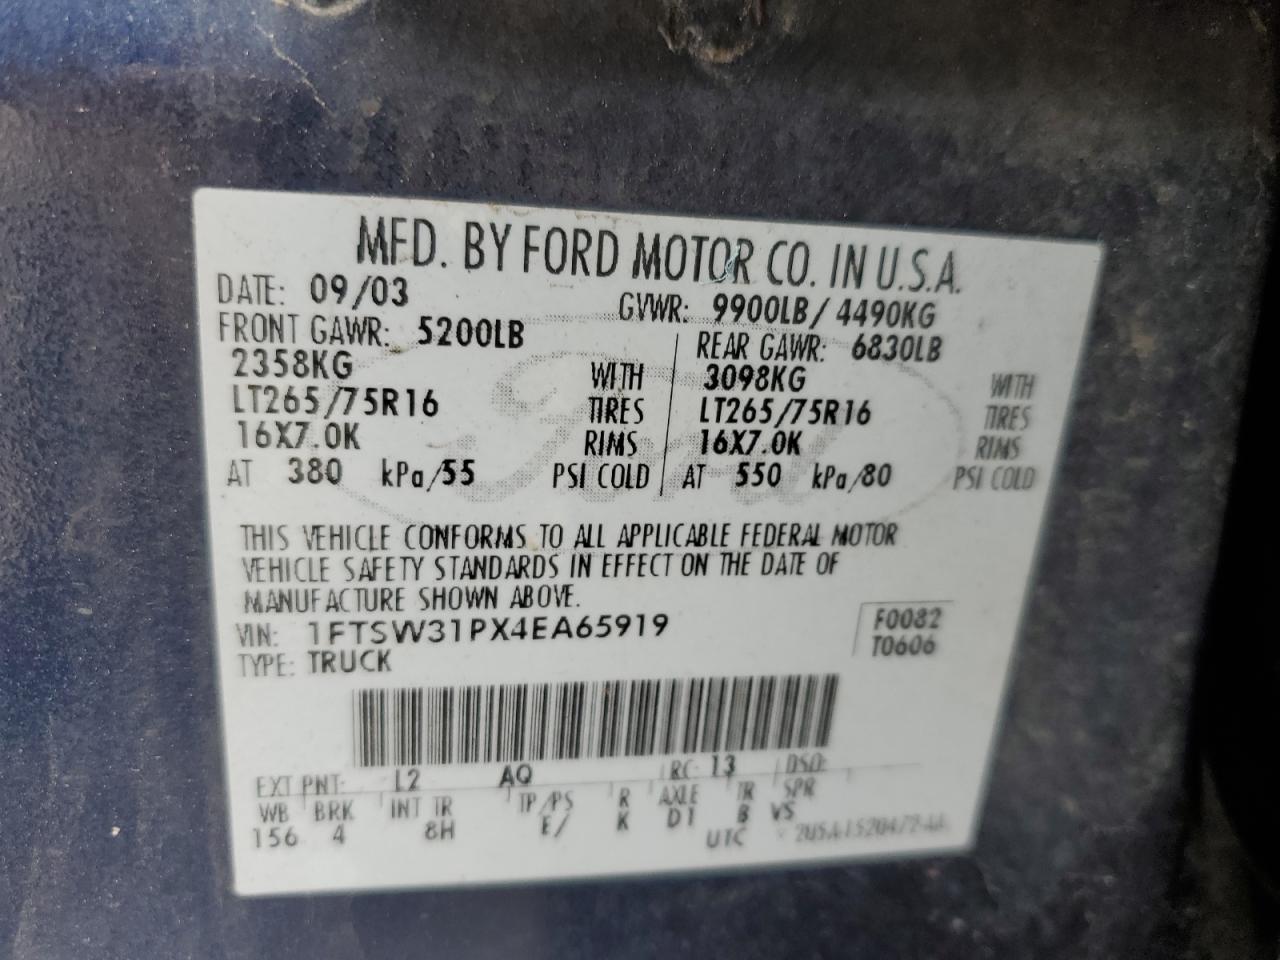 MFD. BY FORD MOTOR CO. IN U.S.A.
DATE: 09/03 GVWR: 9900LB/ 4490KG
FRONT GAWR: 5200LB REAR GAWR: 6830LB
2358KG WITH 3098KG WITH
LT265/75R16 TIRES LT265/75R16 TIRES
16X7.0K RIMS 16X7.0K RIMS
AT 380 kPa/55 PSI COLD AT 550 kPa/80 PSI COLD
Ford
THIS VEHICLE CONFORMS TO ALL APPLICABLE FEDERAL MOTOR
VEHICLE SAFETY STANDARDS IN EFFECT ON THE DATE OF
MANUFACTURE SHOWN ABOVE.
VIN: 1FTSW31PX4EA65919 F0082
TYPE: TRUCK T0606
EXT PNT: L2 AQ RC: 13 DSO:
WB BRK INT TR TP/PS R AXLE TR SPR
156 4 8H E/ K D1 B VS
UTC